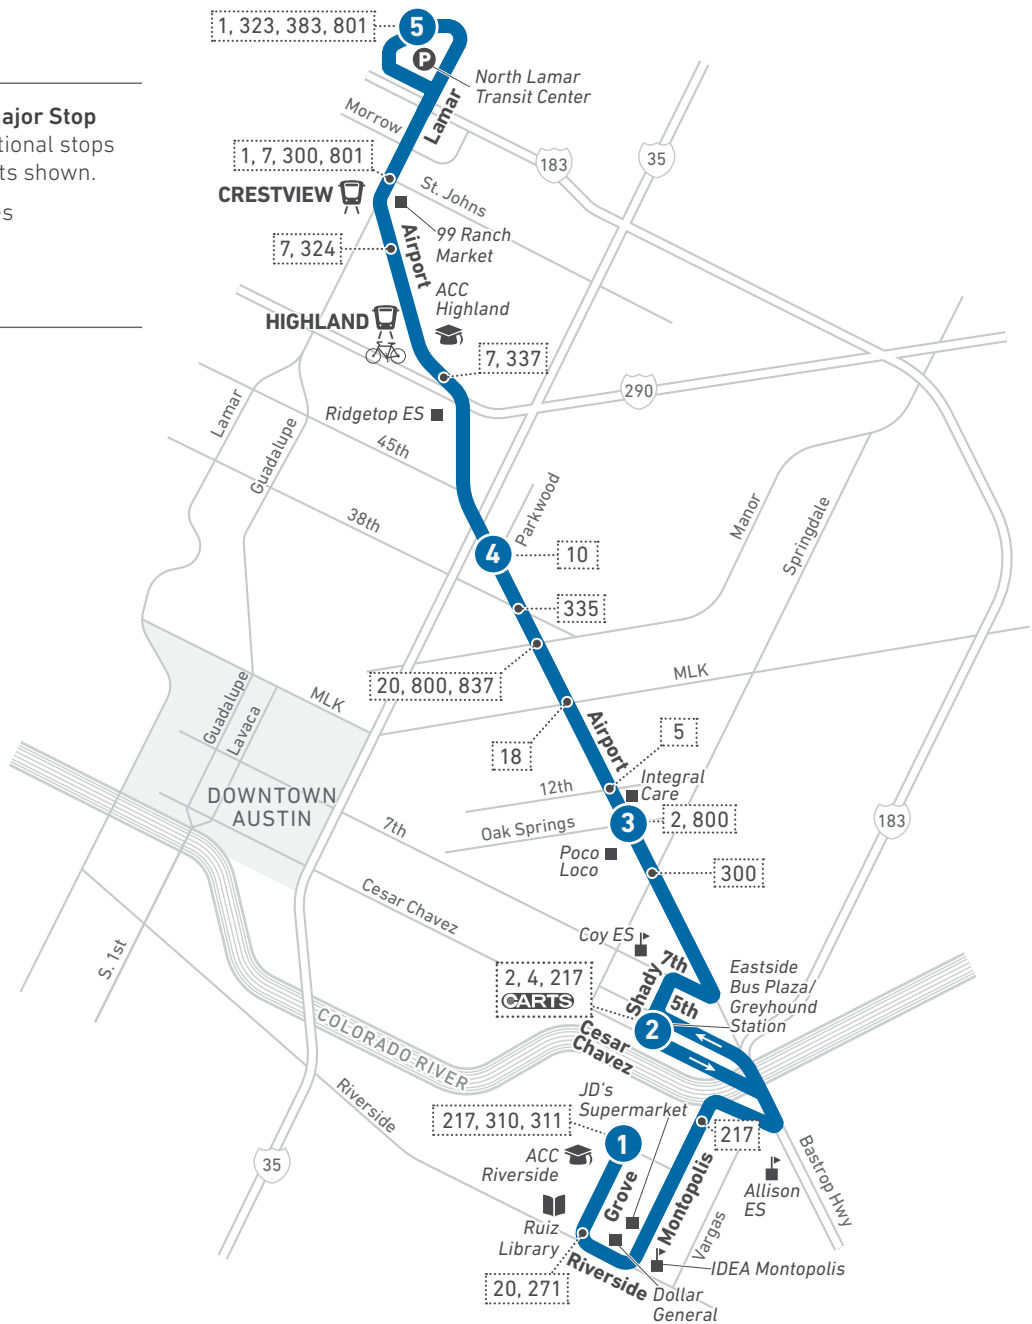 1, 323, 383, 801
5
P
North Lamar
Transit Center
Major Stop
tional stops
ts shown.
es
Lamar
Morrow
183
35
1, 7, 300, 801
St. Johns
CRESTVIEW
99 Ranch
Market
7, 324
Airport
ACC
Highland
HIGHLAND
7, 337
290
Ridgetop ES
Lamar
Guadalupe
45th
38th
Parkwood
Manor
Springdale
4
10
335
20, 800, 837
MLK
MLK
Guadalupe
Lavaca
18
Airport
5
12th
Integral
Care
DOWNTOWN
AUSTIN
7th
Oak Springs
3
2, 800
183
Poco
Loco
300
Cesar Chavez
S. 1st
Coy ES
7th
Shady
5th
2, 4, 217
CARTS
Eastside
Bus Plaza/
Greyhound
Station
2
Cesar
Chavez
COLORADO RIVER
Riverside
JD's
Supermarket
217, 310, 311
1
217
ACC
Riverside
Grove
Montopolis
Allison
ES
Bastrop Hwy
35
Ruiz
Library
Vargas
20, 271
Riverside
IDEA Montopolis
Dollar
General